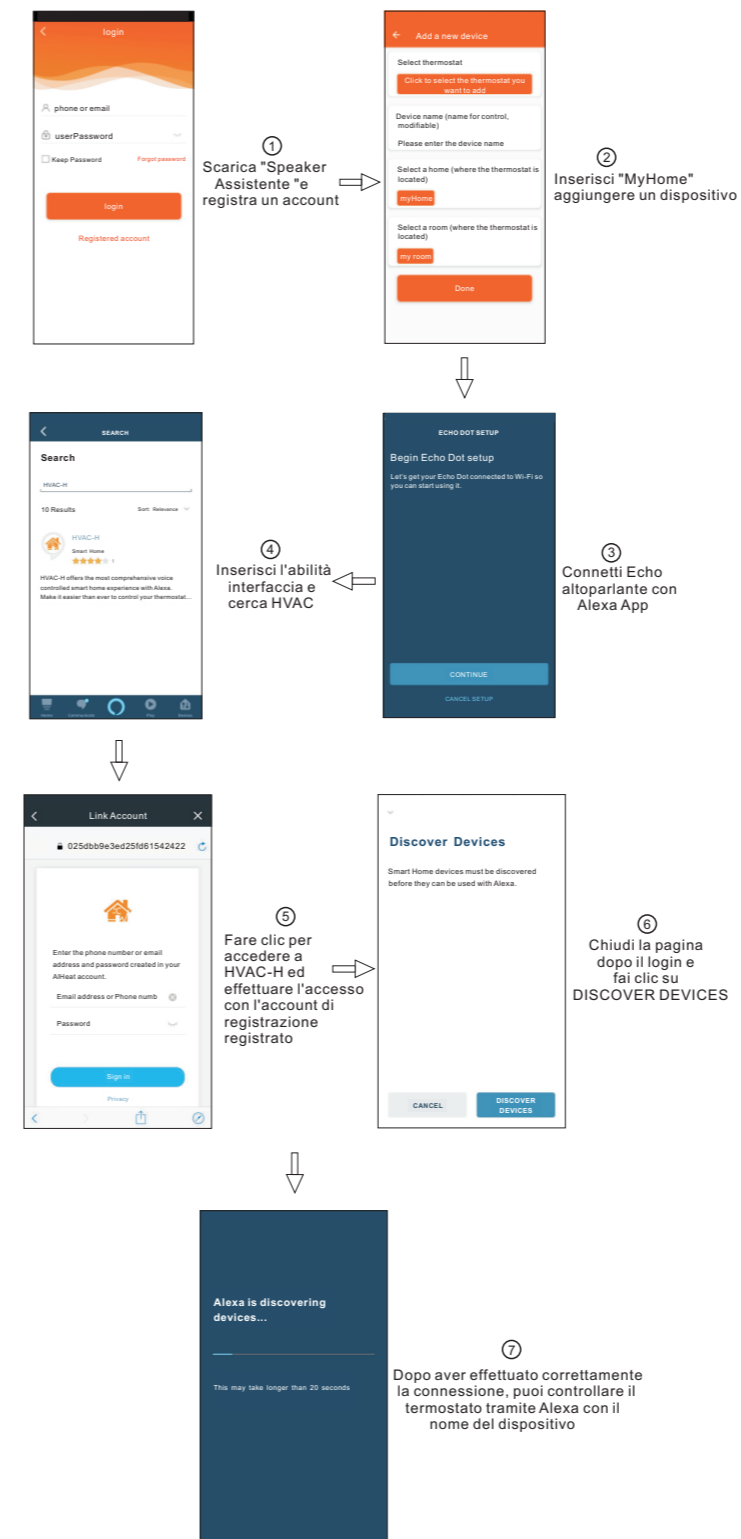 login
phone or email
userPassword
Keep Password
Forgot password
login
Registered account
①
Scarica "Speaker
Assistente "e
registra un account
Add a new device
Select thermostat
Click to select the thermostat you
want to add
Device name (name for control,
modifiable)
Please enter the device name
Select a home (where the thermostat is
located)
myHome
Select a room (where the thermostat is
located)
my room
Done
②
Inserisci "MyHome"
aggiungere un dispositivo
ECHO DOT SETUP
Begin Echo Dot setup
Let's get your Echo Dot connected to Wi-Fi so
you can start using it.
CONTINUE
CANCEL SETUP
③
Connetti Echo
altoparlante con
Alexa App
SEARCH
Search
HVAC-H
10 Results
Sort: Relevance
HVAC-H
Smart Home
1
HVAC-H offers the most comprehensive voice
controlled smart home experience with Alexa.
Make it easier than ever to control your thermostat...
Home
Play
④
Inserisci l'abilità
interfaccia e
cerca HVAC
Link Account
025dbb9e3ed25fd61542422
Enter the phone number or email
address and password created in your
AlHeat account.
Email address or Phone numb
Password
Sign in
Privacy
⑤
Fare clic per
accedere a
HVAC-H ed
effettuare l'accesso
con l'account di
registrazione
registrato
Discover Devices
Smart Home devices must be discovered
before they can be used with Alexa.
CANCEL
DISCOVER
DEVICES
⑥
Chiudi la pagina
dopo il login e
fai clic su
DISCOVER DEVICES
Alexa is discovering
devices...
This may take longer than 20 seconds
⑦
Dopo aver effettuato correttamente
la connessione, puoi controllare il
termostato tramite Alexa con il
nome del dispositivo